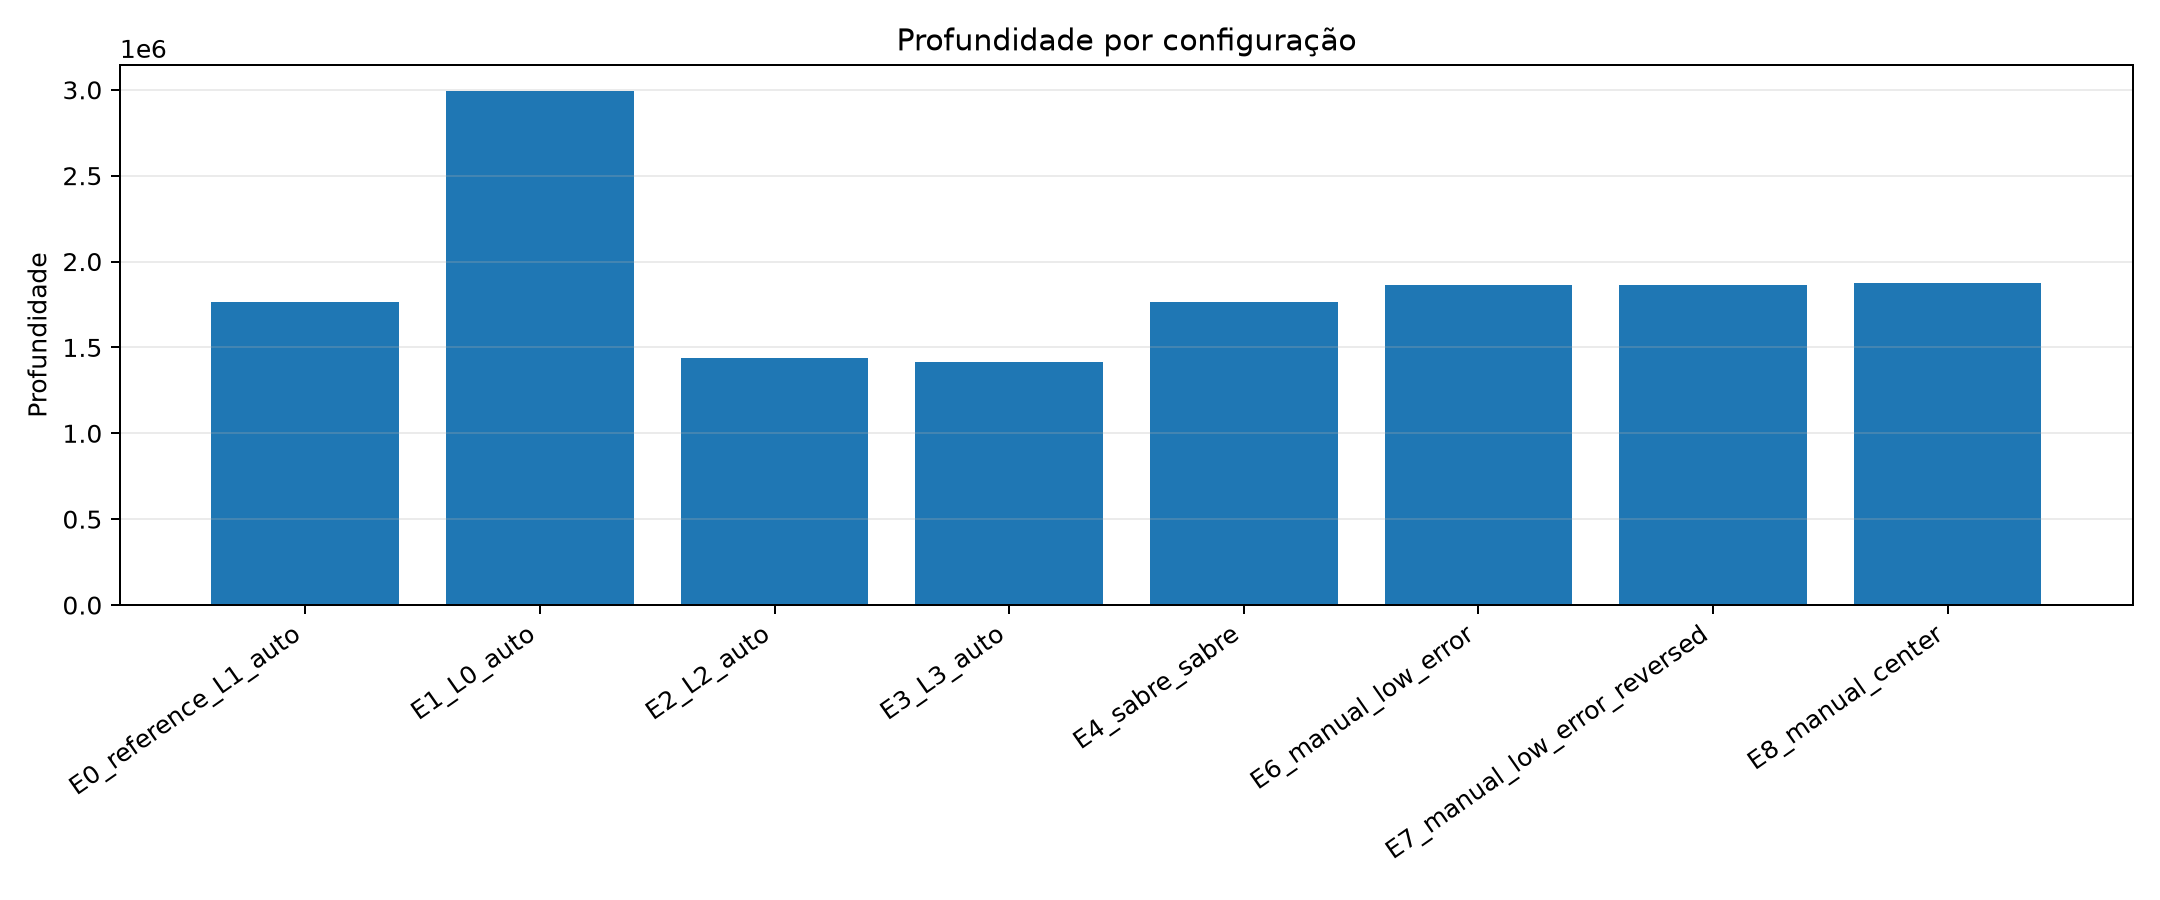 Profundidade por configuração
1e6
Profundidade
3.0
2.5
2.0
1.5
1.0
0.5
0.0
E0_reference_L1_auto
E1_L0_auto
E2_L2_auto
E3_L3_auto
E4_sabre_sabre
E6_manual_low_error
E7_manual_low_error_reversed
E8_manual_center